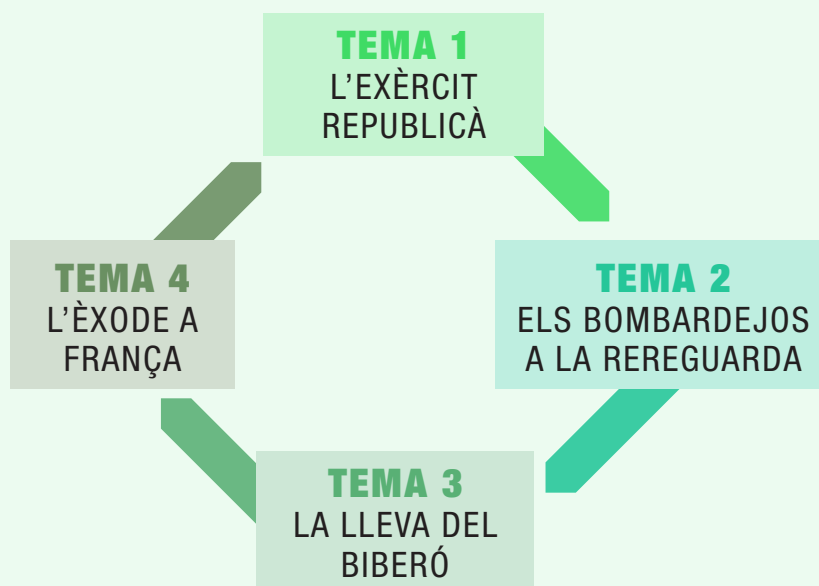 TEMA 1
L’EXÈRCIT
REPUBLICÀ
TEMA 2
ELS BOMBARDEJOS
A LA REREGUARDA
TEMA 3
LA LLEVA DEL
BIBERÓ
TEMA 4
L’ÈXODE A
FRANÇA